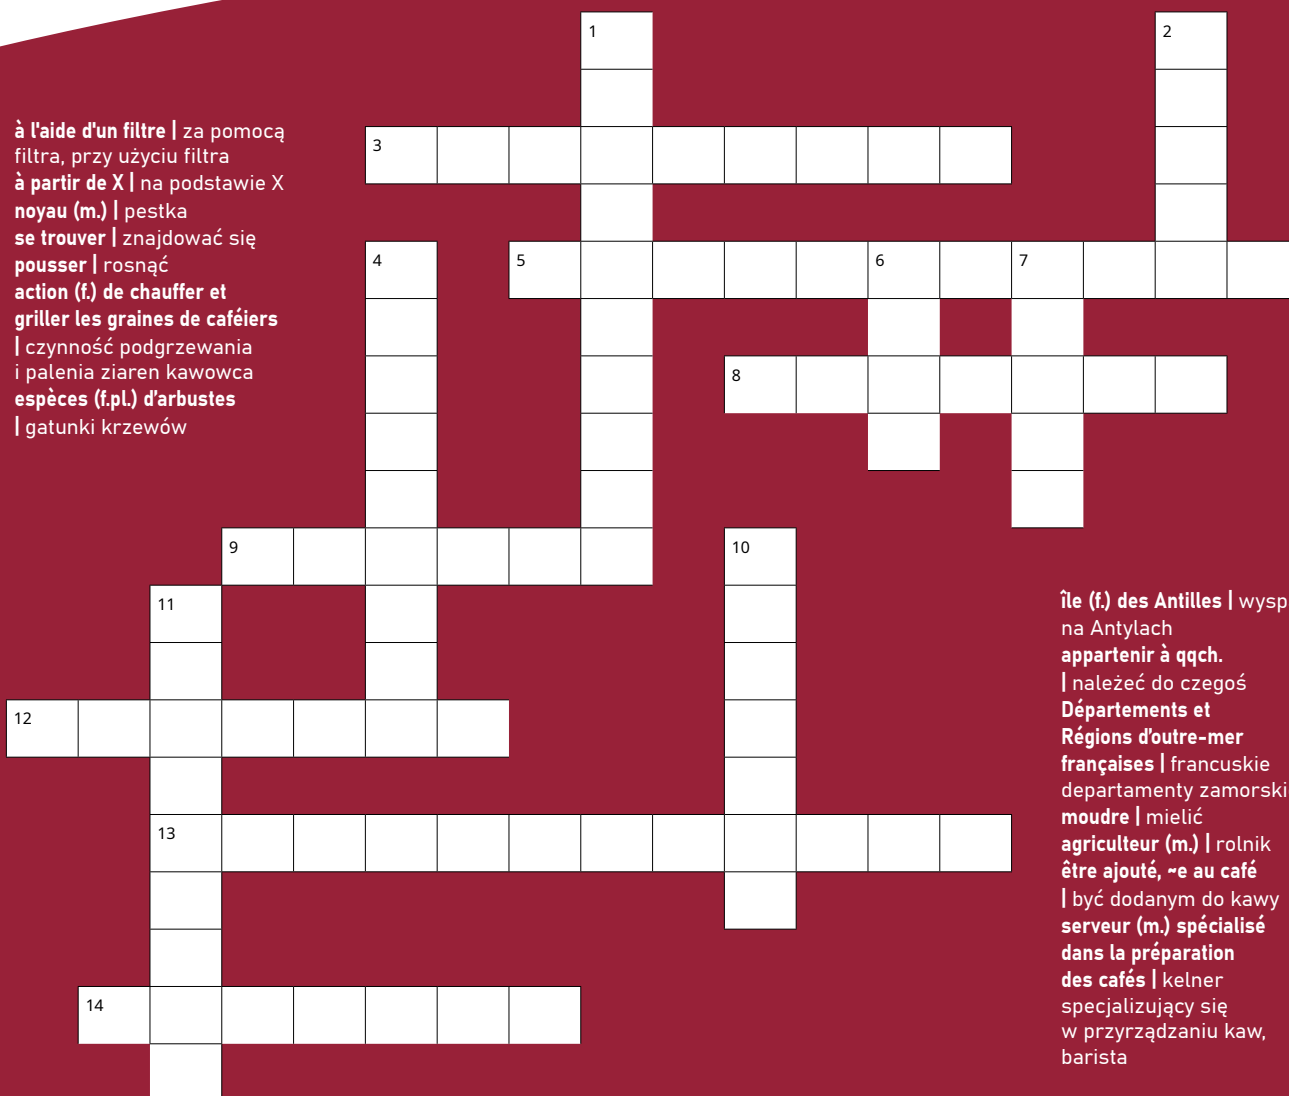 à l'aide d'un filtre | za pomocą
filtra, przy użyciu filtra
à partir de X | na podstawie X
noyau (m.) | pestka
se trouver | znajdować się
pousser | rosnąć
action (f.) de chauffer et
griller les graines de caféiers
| czynność podgrzewania
i palenia ziaren kawowca
espèces (f.pl.) d'arbustes
| gatunki krzewów
1
2
3
4
5
6
7
8
9
10
11
12
13
14
île (f.) des Antilles | wysp
na Antylach
appartenir à qqch.
| należeć do czegoś
Départements et
Régions d'outre-mer
françaises | francuskie
departamenty zamorski
moudre | mielić
agriculteur (m.) | rolnik
être ajouté, ~e au café
| być dodanym do kawy
serveur (m.) spécialisé
dans la préparation
des cafés | kelner
specjalizujący się
w przyrządzaniu kaw,
barista